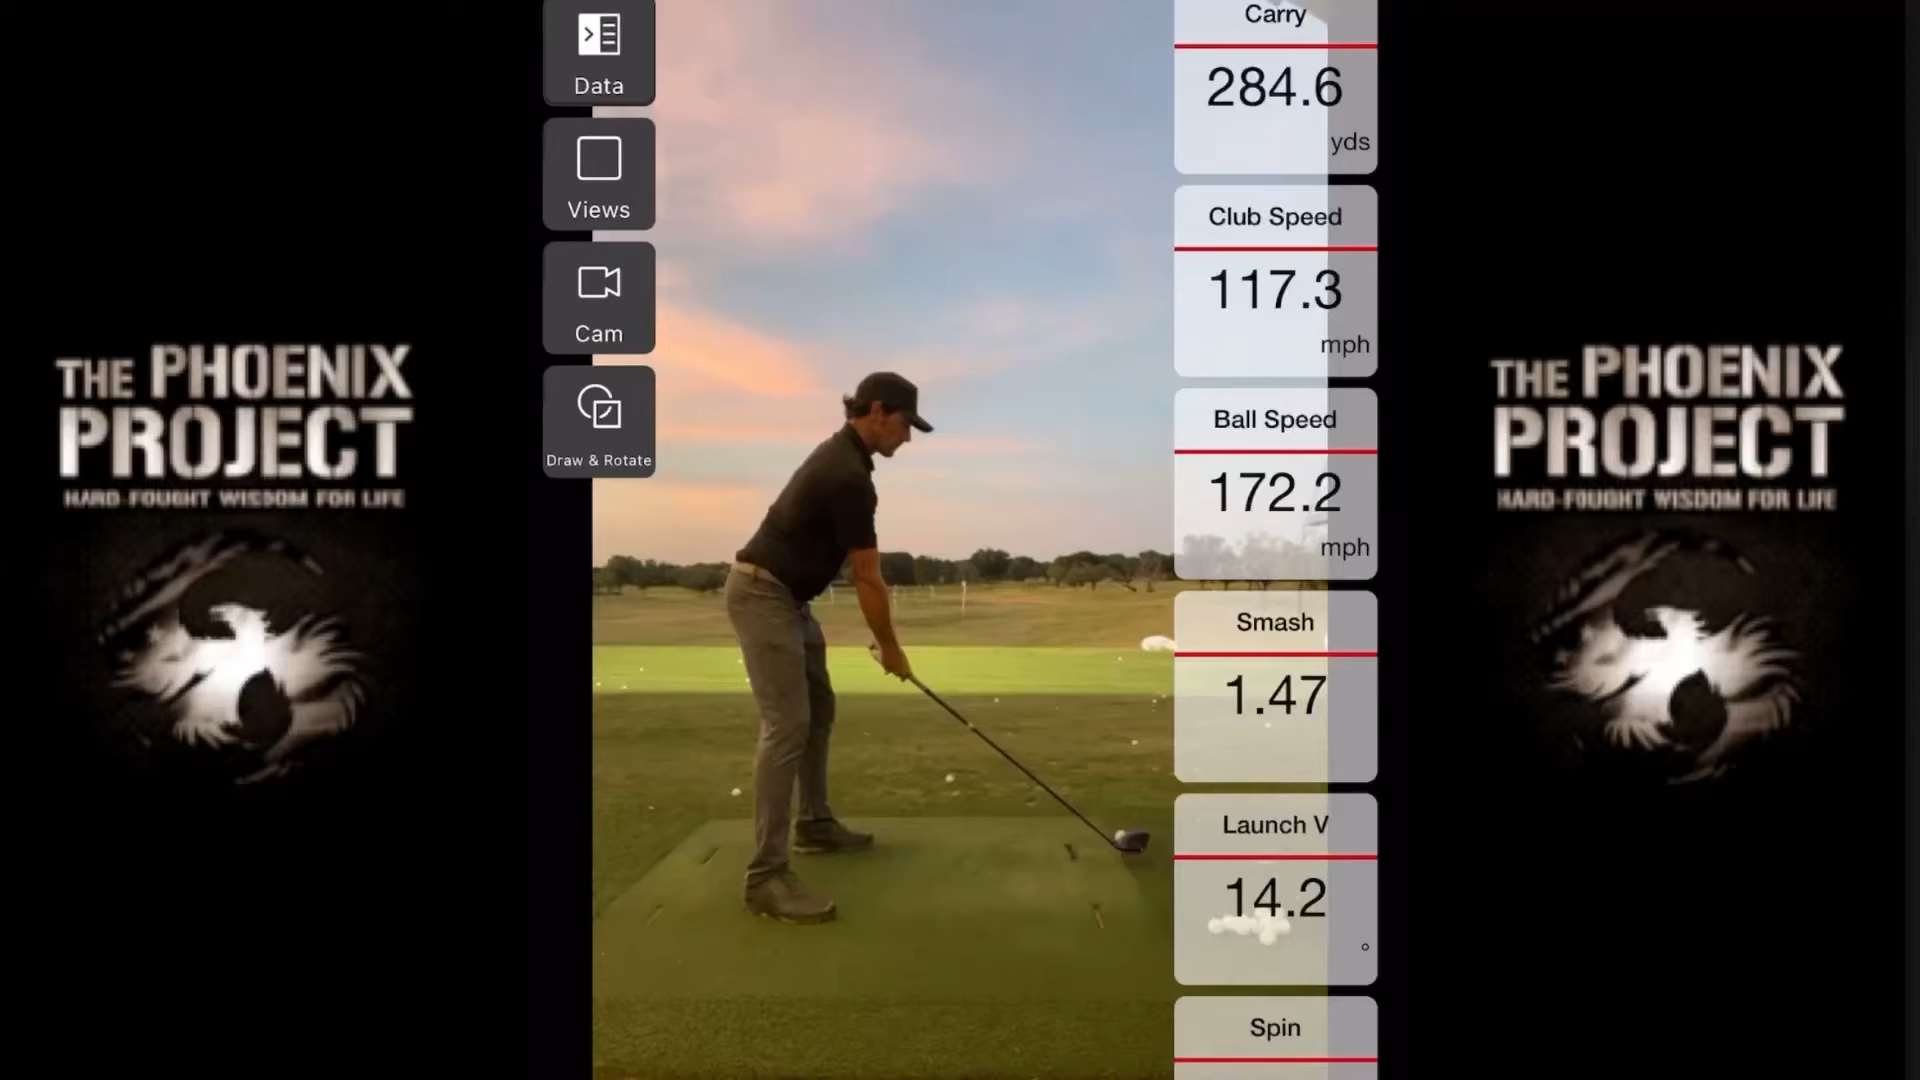 Data
Views
Cam
Draw & Rotate
THE PHOENIX
PROJECT
HARD-FOUGHT WISDOM FOR LIFE
Carry
284.6
yds
Club Speed
117.3
mph
Ball Speed
172.2
mph
Smash
1.47
Launch V
14.2
°
Spin
THE PHOENIX
PROJECT
HARD-FOUGHT WISDOM FOR LIFE